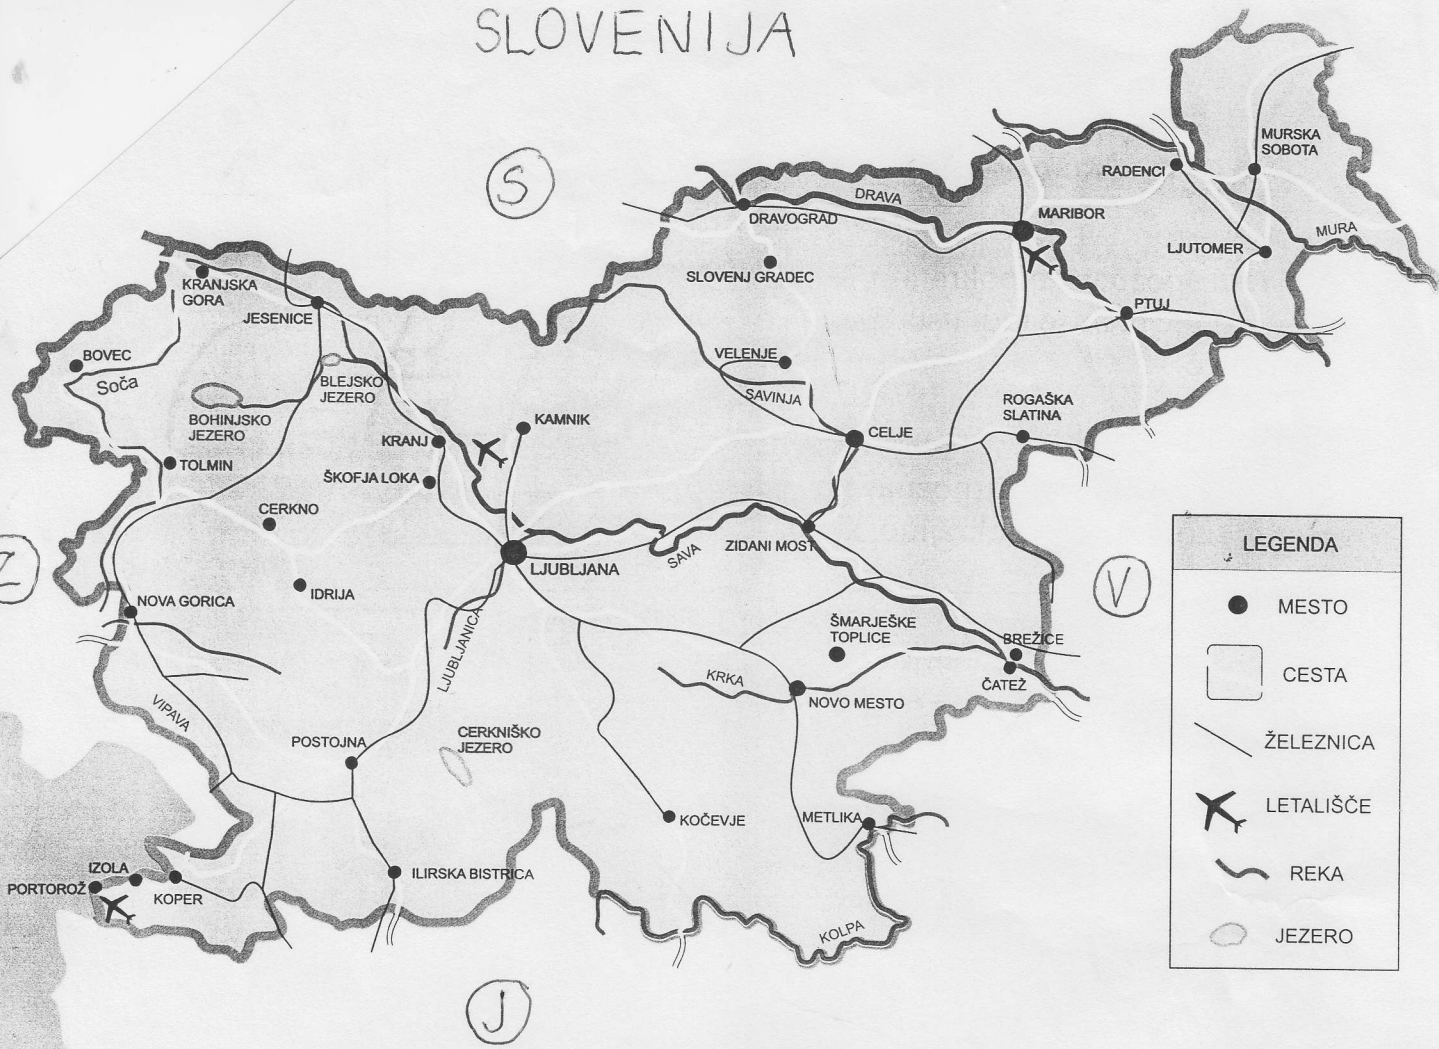 SLOVENIJA
S
MURSKA
SOBOTA
RADENCI
DRAVA
MARIBOR
DRAVOGRAD
MURA
LJUTOMER
SLOVENJ GRADEC
KRANJSKA
GORA
JESENICE
PTUJ
BOVEC
VELENJE
Soča
BLEJSKO
JEZERO
SAVINJA
ROGAŠKA
SLATINA
BOHINJSKO
JEZERO
KAMNIK
KRANJ
CELJE
TOLMIN
ŠKOFJA LOKA
CERKNO
ZIDANI MOST
SAVA
LJUBLJANA
LEGENDA
Z
V
IDRIJA
NOVA GORICA
MESTO
ŠMARJEŠKE
TOPLICE
BREŽICE
LJUBLJANICA
KRKA
ČATEŽ
CESTA
NOVO MESTO
VIPAVA
POSTOJNA
CERKNIŠKO
JEZERO
ŽELEZNICA
KOČEVJE
METLIKA
LETALIŠČE
IZOLA
PORTOROŽ
KOPER
ILIRSKA BISTRICA
REKA
KOLPA
JEZERO
J